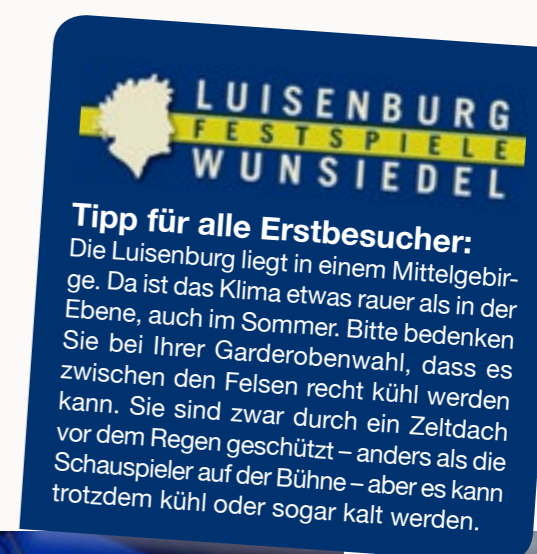 LUISENBURG
FESTSPIELE
WUNSIEDEL
Tipp für alle Erstbesucher:
Die Luisenburg liegt in einem Mittelgebir-
ge. Da ist das Klima etwas rauer als in der
Ebene, auch im Sommer. Bitte bedenken
Sie bei Ihrer Garderobenwahl, dass es
zwischen den Felsen recht kühl werden
kann. Sie sind zwar durch ein Zeltdach
vor dem Regen geschützt – anders als die
Schauspieler auf der Bühne – aber es kann
trotzdem kühl oder sogar kalt werden.